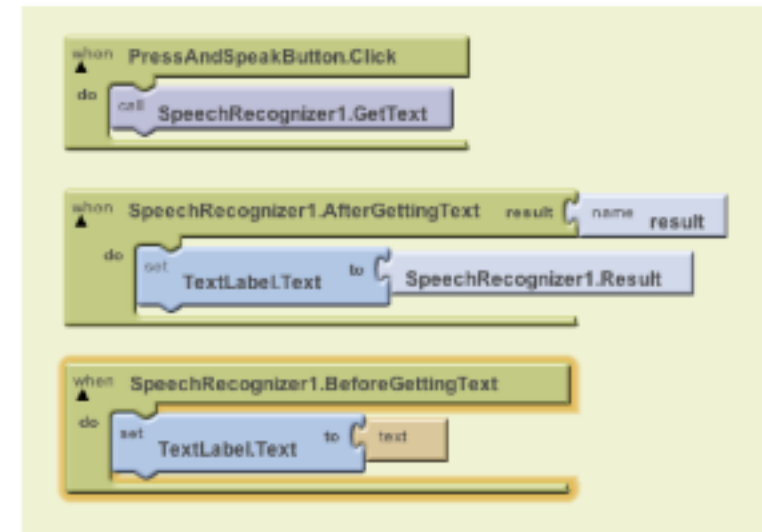 when PressAndSpeakButton.Click
do call SpeechRecognizer1.GetText
when SpeechRecognizer1.AfterGettingText result name result
do set TextLabel.Text to SpeechRecognizer1.Result
when SpeechRecognizer1.BeforeGettingText
do set TextLabel.Text to text